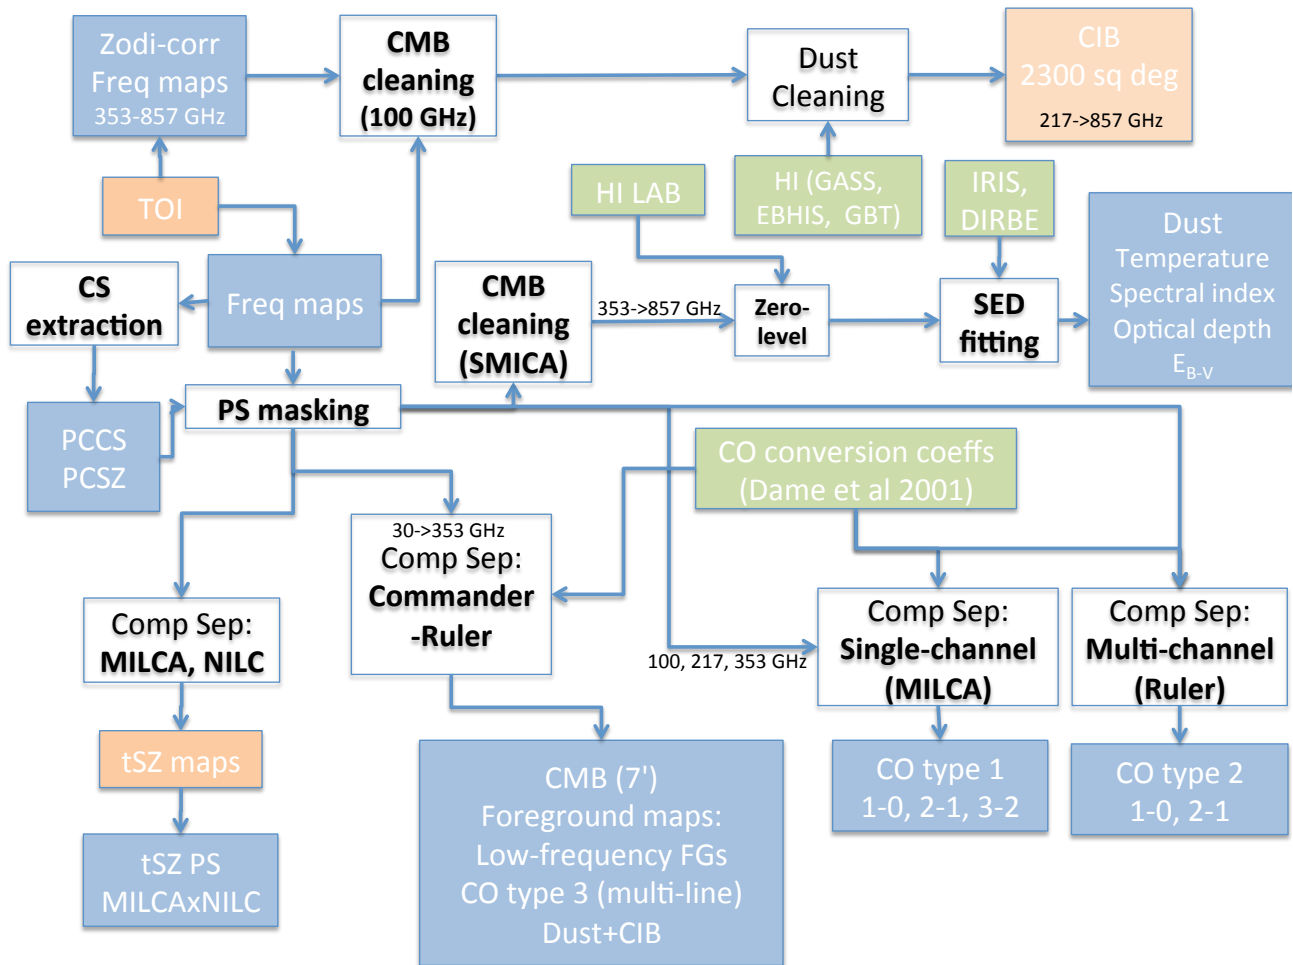 Zodi-corr
Freq maps
353-857 GHz
CMB
cleaning
(100 GHz)
Dust
Cleaning
CIB
2300 sq deg
217->857 GHz
TOI
HI LAB
HI (GASS,
EBHIS, GBT)
IRIS,
DIRBE
Dust
Temperature
Spectral index
Optical depth
E_B-V
CS
extraction
Freq maps
CMB
cleaning
(SMICA)
353->857 GHz
Zero-
level
SED
fitting
PS masking
PCCS
PCSZ
CO conversion coeffs
(Dame et al 2001)
30->353 GHz
Comp Sep:
Commander
-Ruler
Comp Sep:
MILCA, NILC
100, 217, 353 GHz
Comp Sep:
Single-channel
(MILCA)
Comp Sep:
Multi-channel
(Ruler)
tSZ maps
CMB (7')
Foreground maps:
Low-frequency FGs
CO type 3 (multi-line)
Dust+CIB
CO type 1
1-0, 2-1, 3-2
CO type 2
1-0, 2-1
tSZ PS
MILCAxNILC